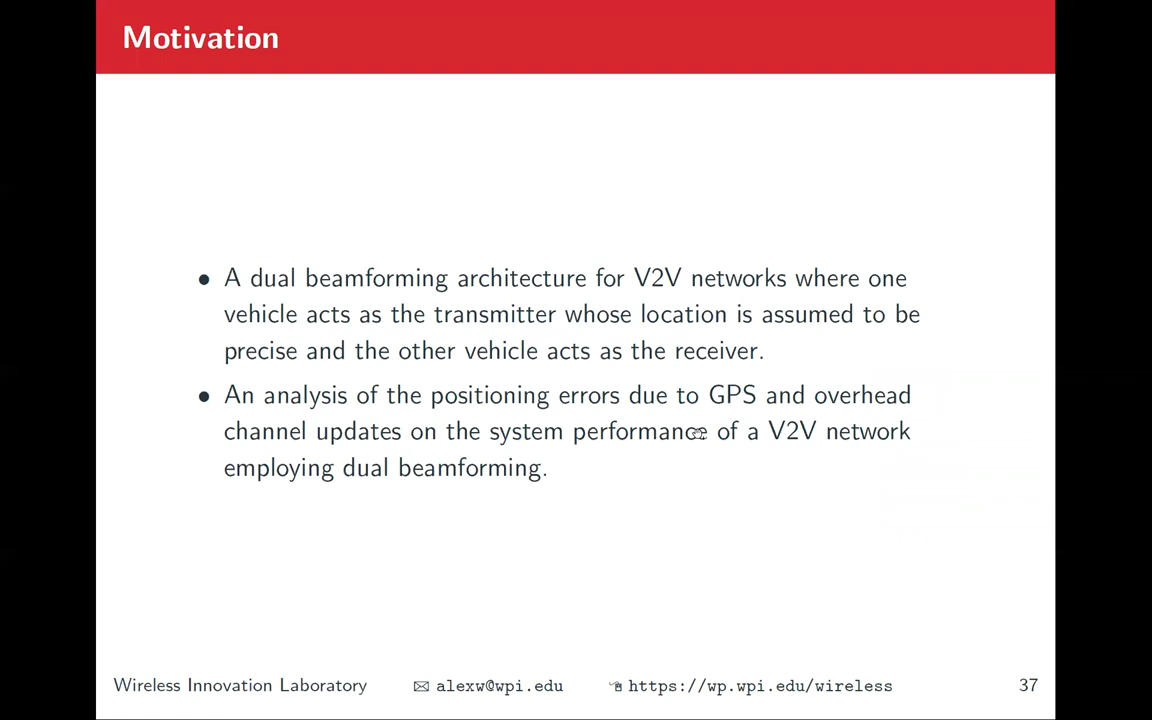 Motivation
• A dual beamforming architecture for V2V networks where one
vehicle acts as the transmitter whose location is assumed to be
precise and the other vehicle acts as the receiver.
• An analysis of the positioning errors due to GPS and overhead
channel updates on the system performance of a V2V network
employing dual beamforming.
Wireless Innovation Laboratory alexw@wpi.edu https://wp.wpi.edu/wireless 37